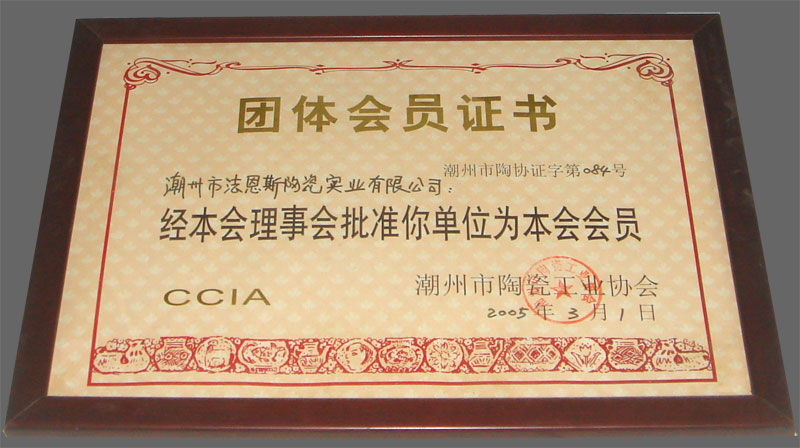 团体会员证书
潮州市陶协证字第084号
潮州市法恩斯陶瓷实业有限公司:
经本会理事会批准你单位为本会会员
CCIA
潮州市陶瓷工业协会
2005年3月1日